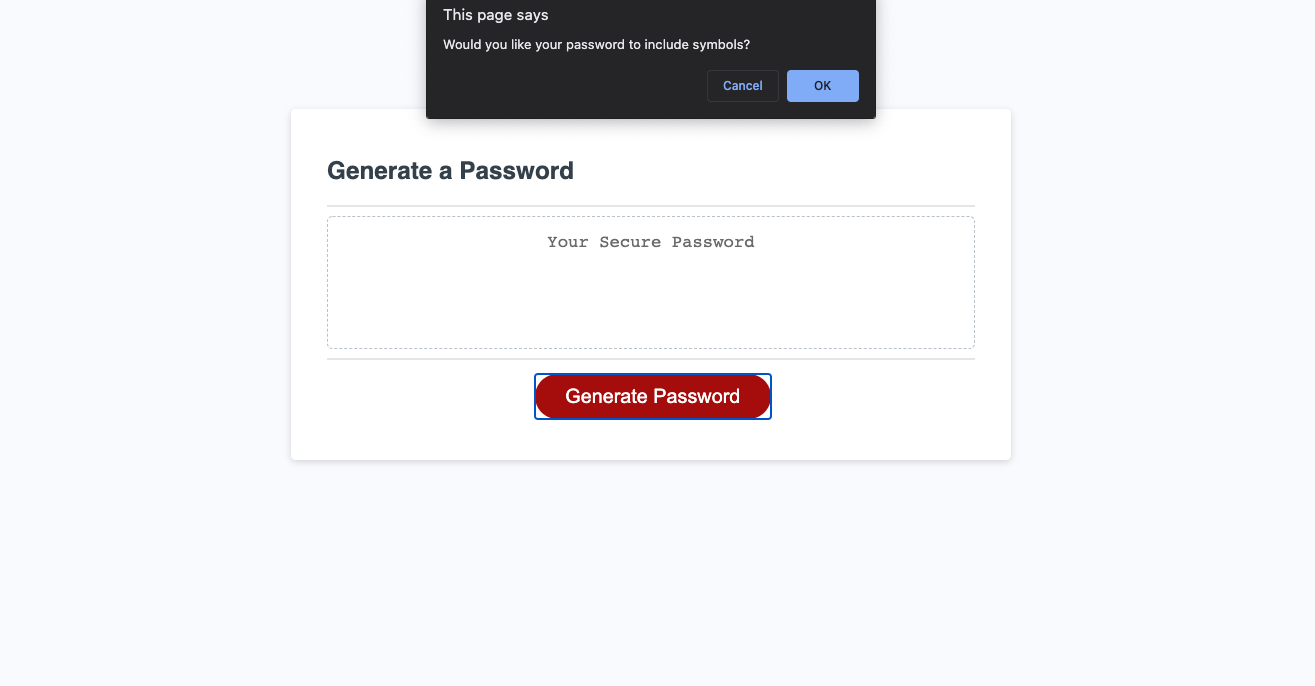 This page says
Would you like your password to include symbols?
Cancel
OK
Generate a Password
Your Secure Password
Generate Password